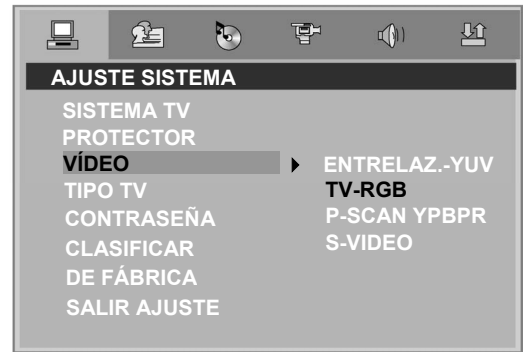 AJUSTE SISTEMA
SISTEMA TV
PROTECTOR
VÍDEO
ENTRELAZ.-YUV
TIPO TV
TV-RGB
CONTRASEÑA
P-SCAN YPBPR
CLASIFICAR
S-VIDEO
DE FÁBRICA
SALIR AJUSTE